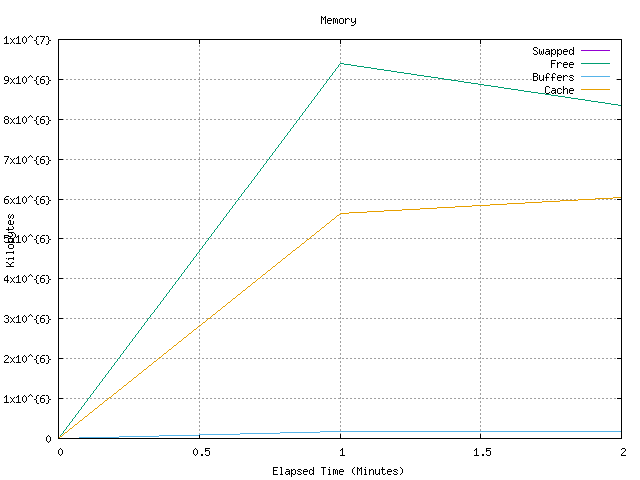 Memory
1x10^{7}
9x10^{6}
8x10^{6}
7x10^{6}
6x10^{6}
5x10^{6}
4x10^{6}
3x10^{6}
2x10^{6}
1x10^{6}
0
Kilobytes
Swapped
Free
Buffers
Cache
0
0.5
1
1.5
2
Elapsed Time (Minutes)